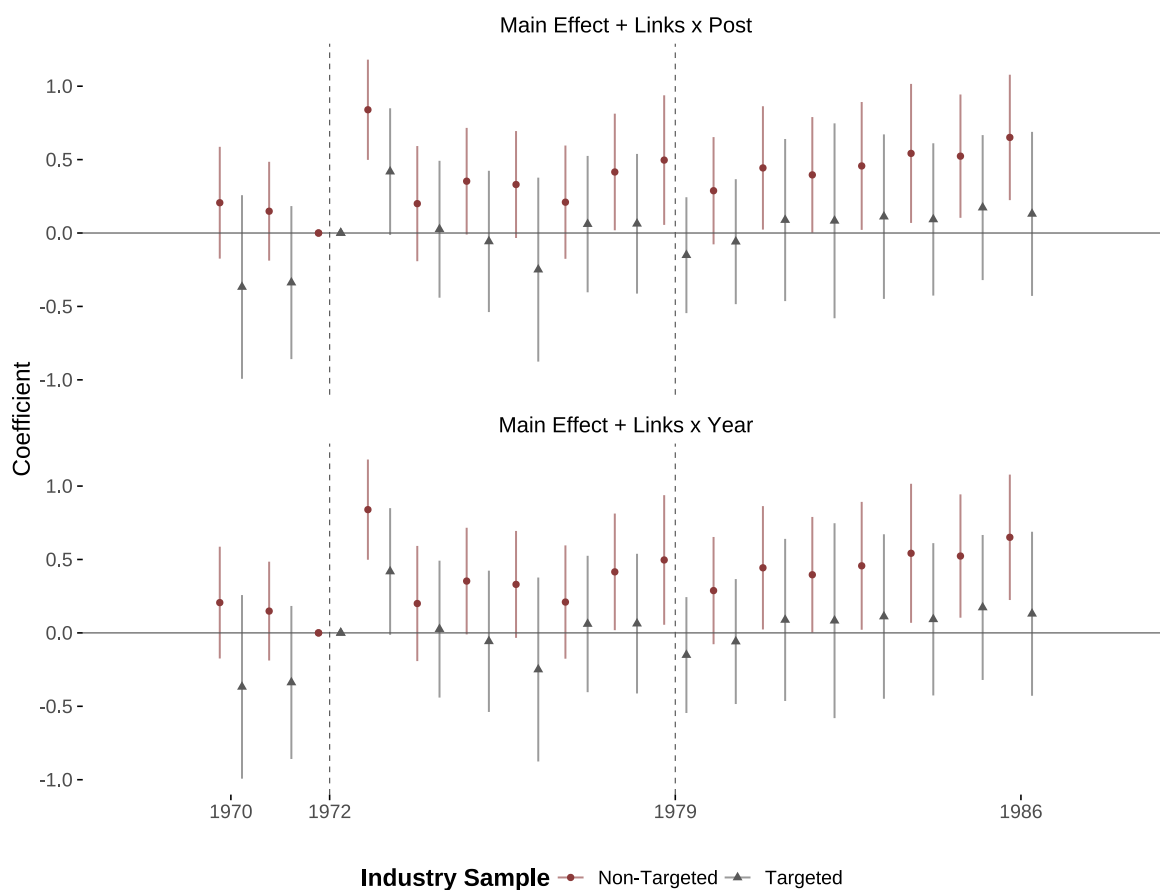 Main Effect + Links x Post
1.0
0.5
0.0
-0.5
-1.0
Coefficient
Main Effect + Links x Year
1.0
0.5
0.0
-0.5
-1.0
1970 1972 1979 1986
Industry Sample Non-Targeted Targeted